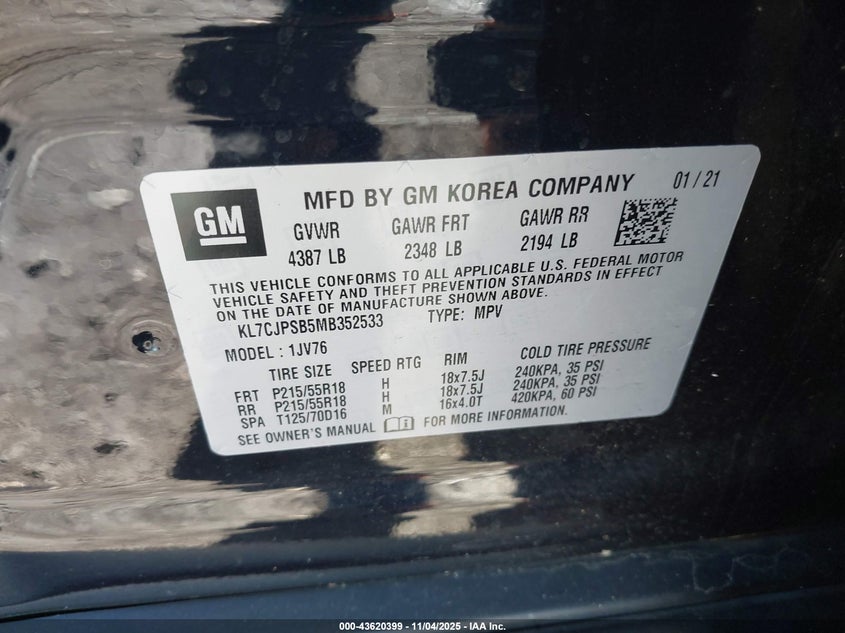 GM
MFD BY GM KOREA COMPANY 01 / 21
GVWR GAWR FRT GAWR RR
4387 LB 2348 LB 2194 LB
THIS VEHICLE CONFORMS TO ALL APPLICABLE U.S. FEDERAL MOTOR
VEHICLE SAFETY AND THEFT PREVENTION STANDARDS IN EFFECT
ON THE DATE OF MANUFACTURE SHOWN ABOVE.
KL7CJPSB5MB352533 TYPE: MPV
MODEL : 1JV76
TIRE SIZE SPEED RTG RIM COLD TIRE PRESSURE
FRT P215/55R18 H 18x7.5J 240KPA, 35 PSI
RR P215/55R18 H 18x7.5J 240KPA, 35 PSI
SPA T125/70D16 M 16x4.0T 420KPA, 60 PSI
SEE OWNER'S MANUAL FOR MORE INFORMATION.
000-43620399 - 11/04/2025 - IAA Inc.